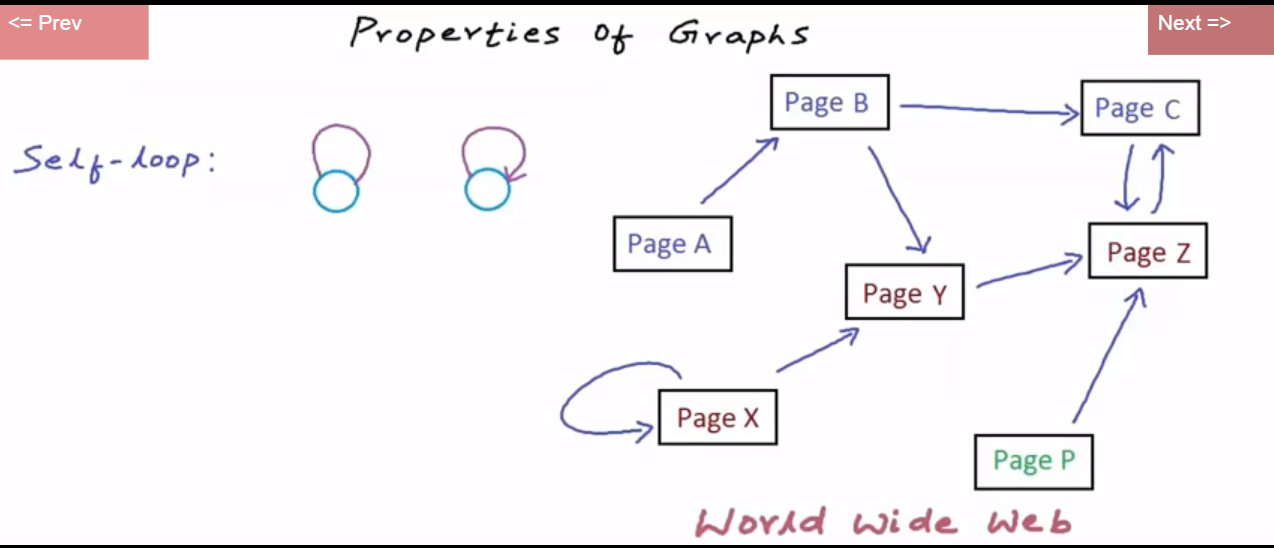 <= Prev
Properties of Graphs
Next =>
Self-loop:
Page B
Page C
Page A
Page Z
Page Y
Page X
Page P
World Wide Web